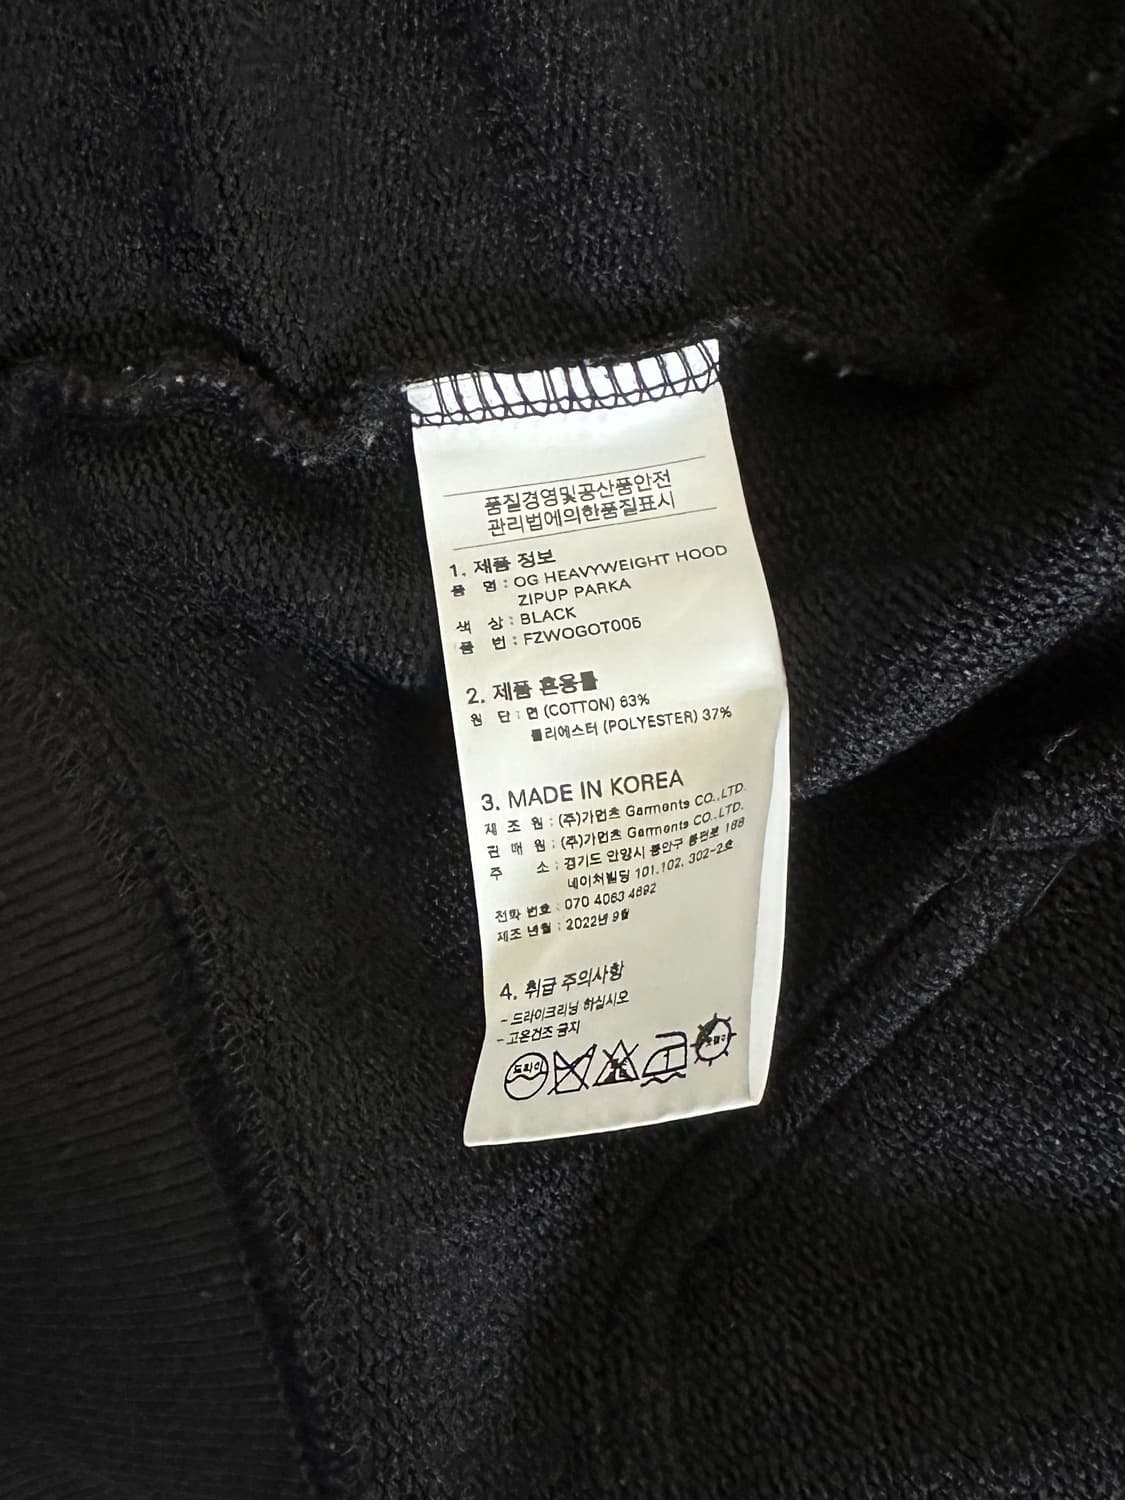 품질경영및공산품안전
관리법에의한품질표시
1. 제품 정보
품 명 : OG HEAVYWEIGHT HOOD
ZIPUP PARKA
색 상 : BLACK
품 번 : FZWOGOT005
2. 제품 혼용률
원 단 : 면 (COTTON) 63%
폴리에스터 (POLYESTER) 37%
3. MADE IN KOREA
제 조 원 : (주)가먼츠 Garments CO.,LTD.
판 매 원 : (주)가먼츠 Garments CO.,LTD.
주 소 : 경기도 안양시 동안구 흥안대로 188
네이처빌딩 101,102, 302-2호
전화 번호 : 070 4063 4692
제조 년월 : 2022년 9월
4. 취급 주의사항
- 드라이크리닝 하십시오
- 고온건조 금지
드라이